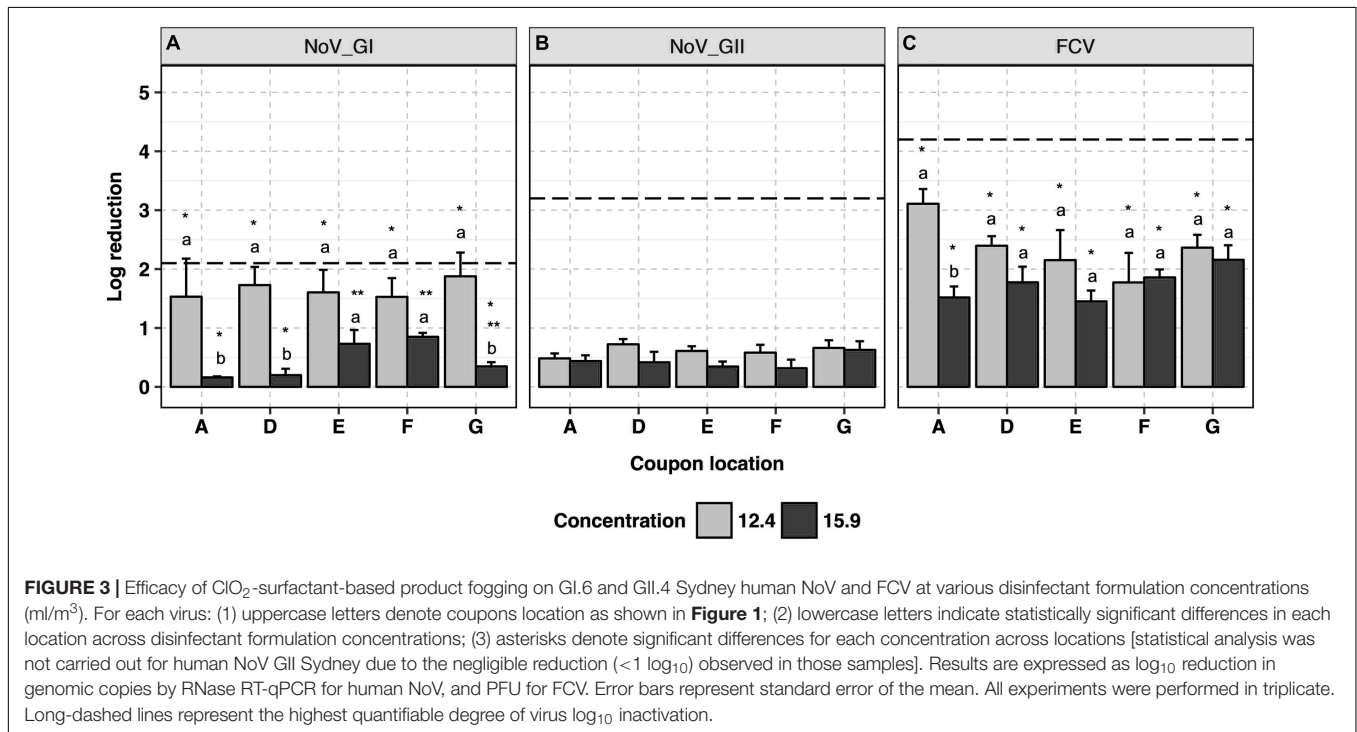 A NoV_GI
B NoV_GII
C FCV
Log reduction
5
4
3
2
1
0
* a
* b
* a
* b
* a
** a
* a
** a
* a
* ** b
* a
* b
* a
* a
* a
* a
* a
* a
* a
* a
A D E F G
A D E F G
A D E F G
Coupon location
Concentration 12.4 15.9
FIGURE 3 | Efficacy of ClO₂-surfactant-based product fogging on GI.6 and GII.4 Sydney human NoV and FCV at various disinfectant formulation concentrations
(ml/m³). For each virus: (1) uppercase letters denote coupons location as shown in Figure 1; (2) lowercase letters indicate statistically significant differences in each
location across disinfectant formulation concentrations; (3) asterisks denote significant differences for each concentration across locations [statistical analysis was
not carried out for human NoV GII Sydney due to the negligible reduction (<1 log₁₀) observed in those samples]. Results are expressed as log₁₀ reduction in
genomic copies by RNase RT-qPCR for human NoV, and PFU for FCV. Error bars represent standard error of the mean. All experiments were performed in triplicate.
Long-dashed lines represent the highest quantifiable degree of virus log₁₀ inactivation.